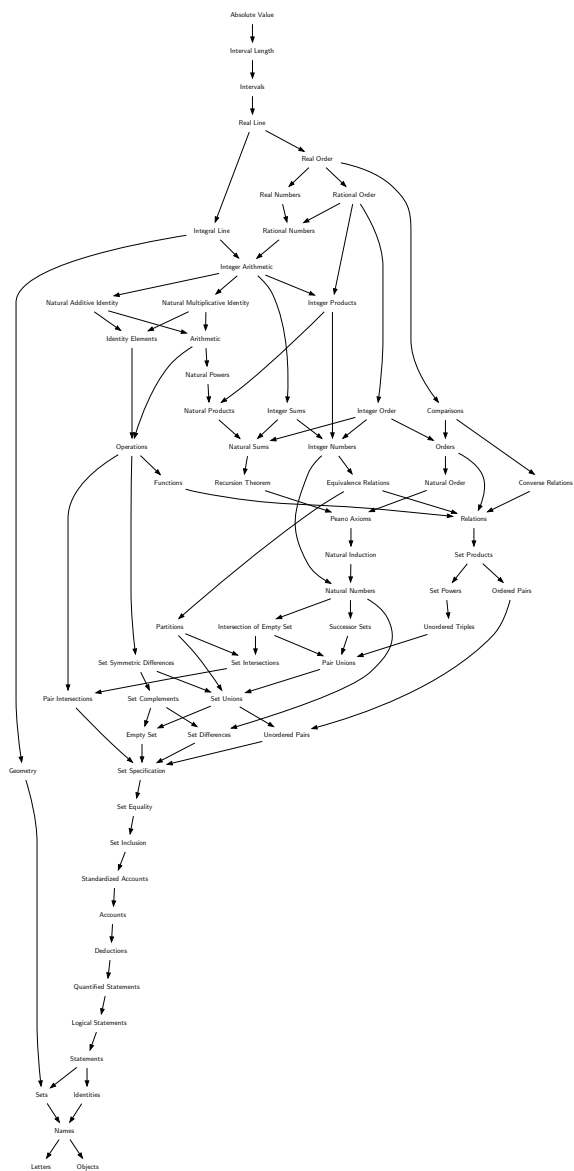 Absolute Value
Interval Length
Intervals
Real Line
Real Order
Real Numbers
Rational Order
Integral Line
Rational Numbers
Integer Arithmetic
Natural Additive Identity
Natural Multiplicative Identity
Integer Products
Identity Elements
Arithmetic
Natural Powers
Natural Products
Integer Sums
Integer Order
Comparisons
Operations
Natural Sums
Integer Numbers
Orders
Functions
Recursion Theorem
Equivalence Relations
Natural Order
Converse Relations
Peano Axioms
Relations
Natural Induction
Set Products
Natural Numbers
Set Powers
Ordered Pairs
Partitions
Intersection of Empty Set
Successor Sets
Unordered Triples
Set Symmetric Differences
Set Intersections
Pair Unions
Pair Intersections
Set Complements
Set Unions
Empty Set
Set Differences
Unordered Pairs
Geometry
Set Specification
Set Equality
Set Inclusion
Standardized Accounts
Accounts
Deductions
Quantified Statements
Logical Statements
Statements
Sets
Identities
Names
Letters
Objects